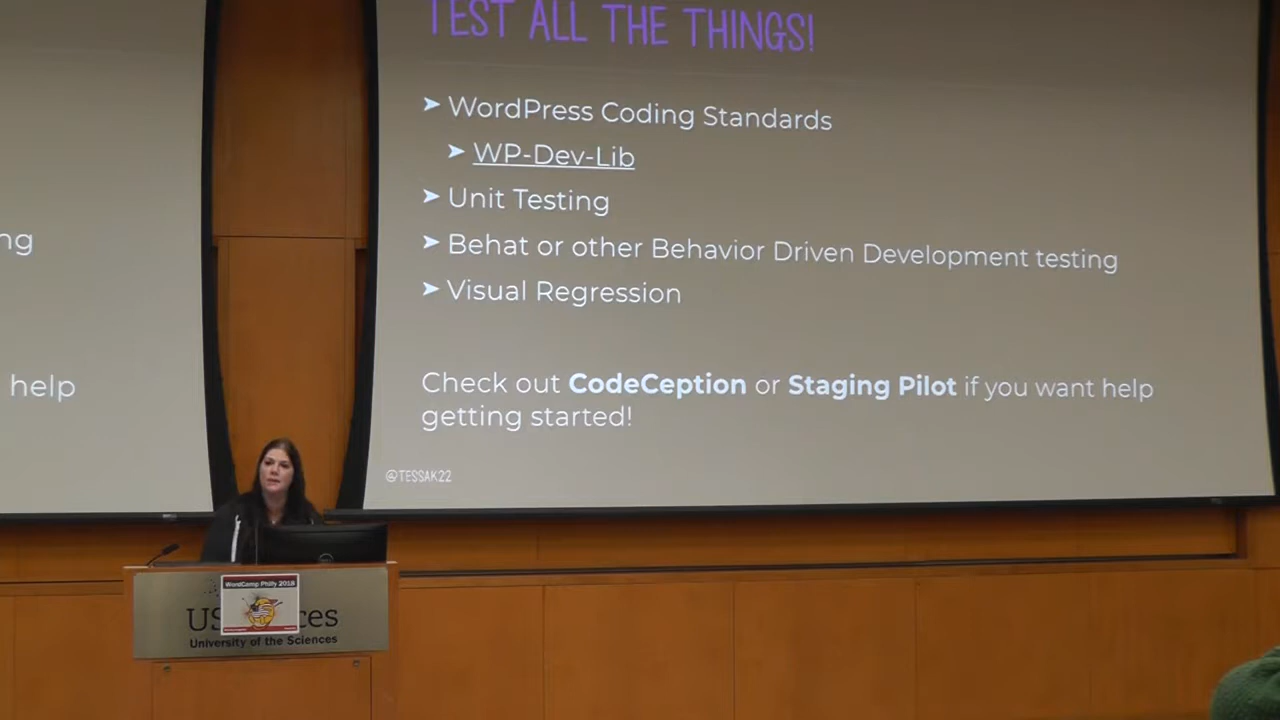 TEST ALL THE THINGS!
➤ WordPress Coding Standards
➤ WP-Dev-Lib
➤ Unit Testing
➤ Behat or other Behavior Driven Development testing
➤ Visual Regression
Check out CodeCeption or Staging Pilot if you want help
getting started!
@TESSAK22
ng
help
WordCamp Philly 2018
US ces
University of the Sciences